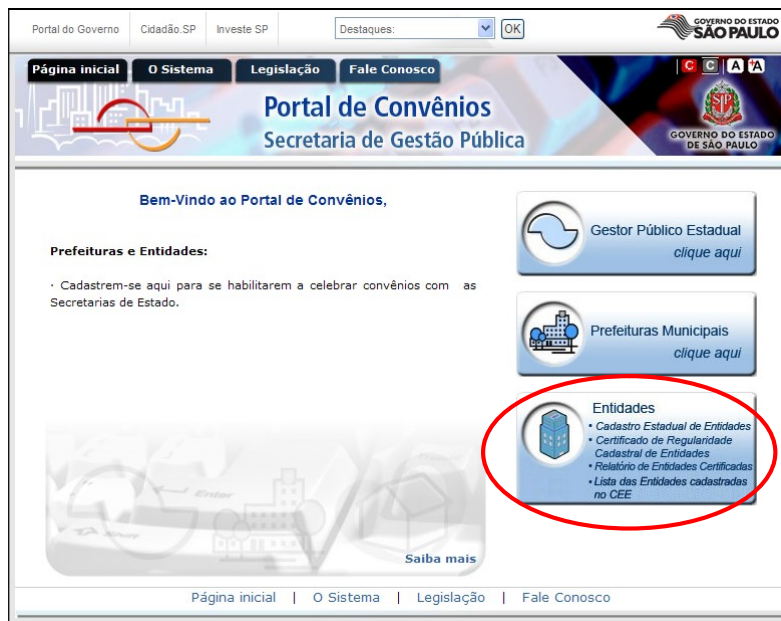 Portal do Governo
Cidadão.SP
Investe SP
Destaques:
OK
GOVERNO DO ESTADO
SÃO PAULO
Página inicial
O Sistema
Legislação
Fale Conosco
C C A +A
Portal de Convênios
Secretaria de Gestão Pública
GOVERNO DO ESTADO
DE SÃO PAULO
Bem-Vindo ao Portal de Convênios,
Prefeituras e Entidades:
· Cadastrem-se aqui para se habilitarem a celebrar convênios com as
Secretarias de Estado.
Gestor Público Estadual
clique aqui
Prefeituras Municipais
clique aqui
Entidades
• Cadastro Estadual de Entidades
• Certificado de Regularidade
Cadastral de Entidades
• Relatório de Entidades Certificadas
• Lista das Entidades cadastradas
no CEE
Enter
Saiba mais
Página inicial | O Sistema | Legislação | Fale Conosco